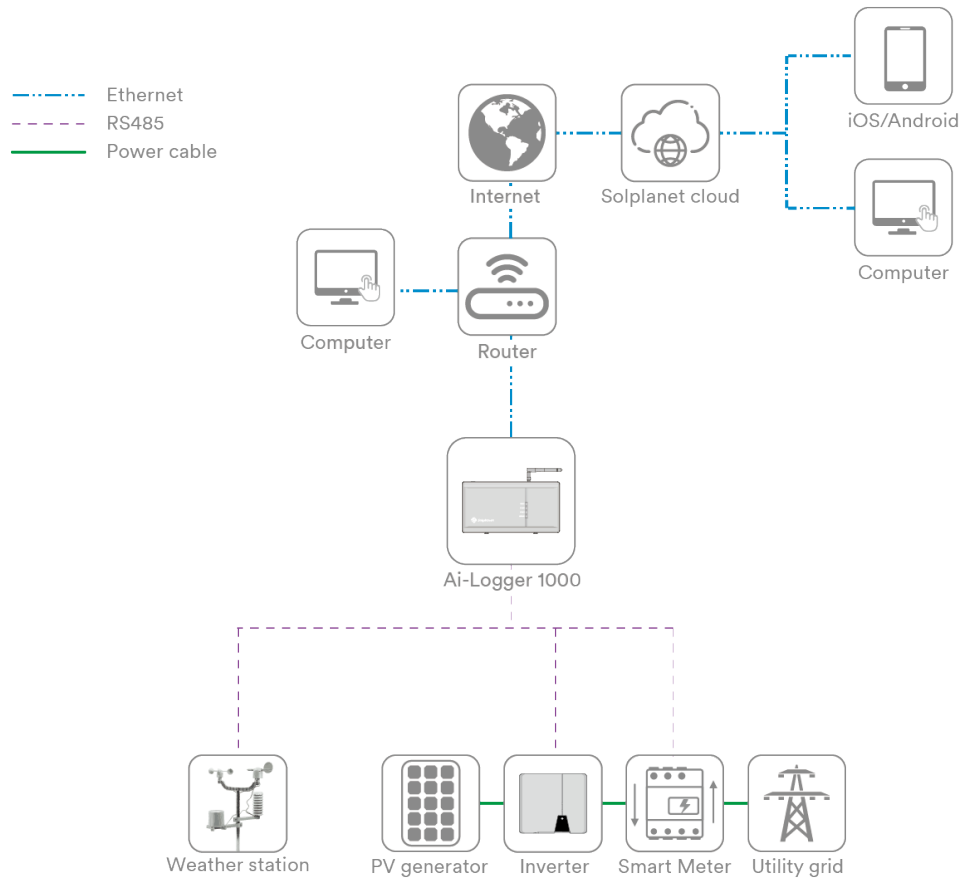 Ethernet
RS485
Power cable
iOS/Android
Internet
Solplanet cloud
Computer
Computer
Router
Ai-Logger 1000
Weather station
PV generator
Inverter
Smart Meter
Utility grid